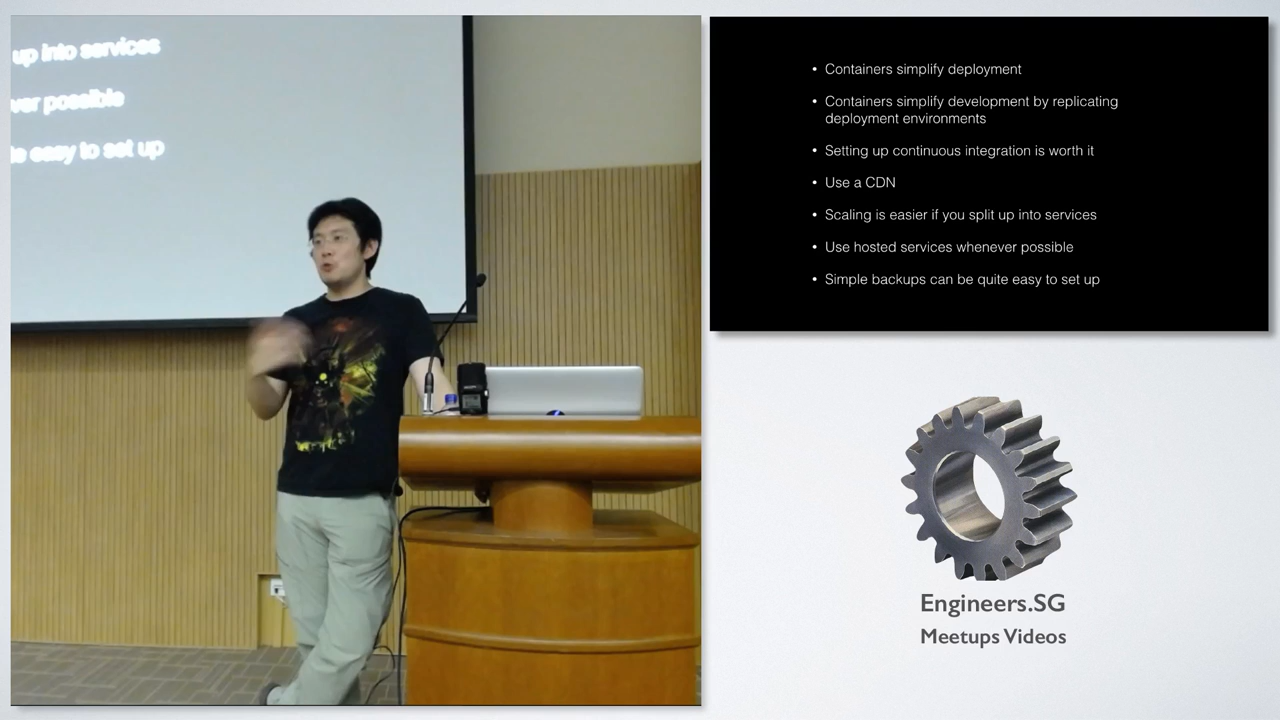 up into services
ver possible
le easy to set up
• Containers simplify deployment
• Containers simplify development by replicating
deployment environments
• Setting up continuous integration is worth it
• Use a CDN
• Scaling is easier if you split up into services
• Use hosted services whenever possible
• Simple backups can be quite easy to set up
Engineers.SG
Meetups Videos